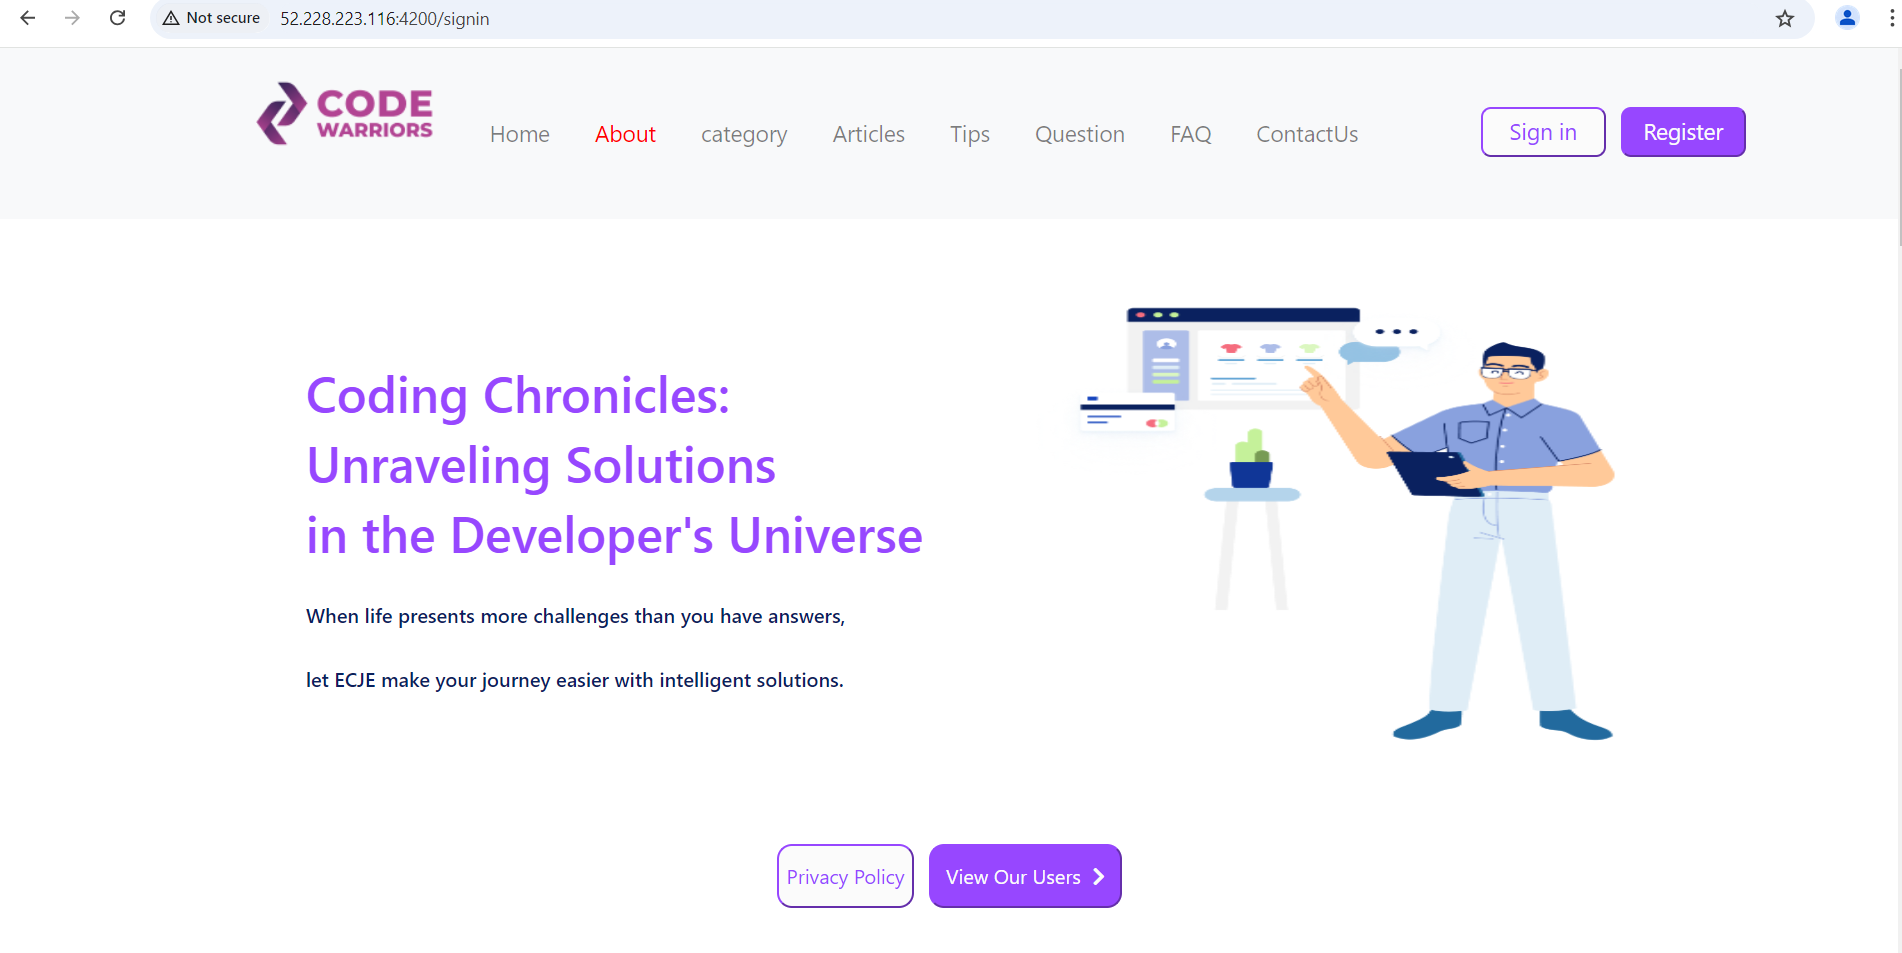 Not secure 52.228.223.116:4200/signin
CODE
WARRIORS
Home About category Articles Tips Question FAQ ContactUs Sign in Register
Coding Chronicles:
Unraveling Solutions
in the Developer's Universe
When life presents more challenges than you have answers,
let ECJE make your journey easier with intelligent solutions.
Privacy Policy View Our Users